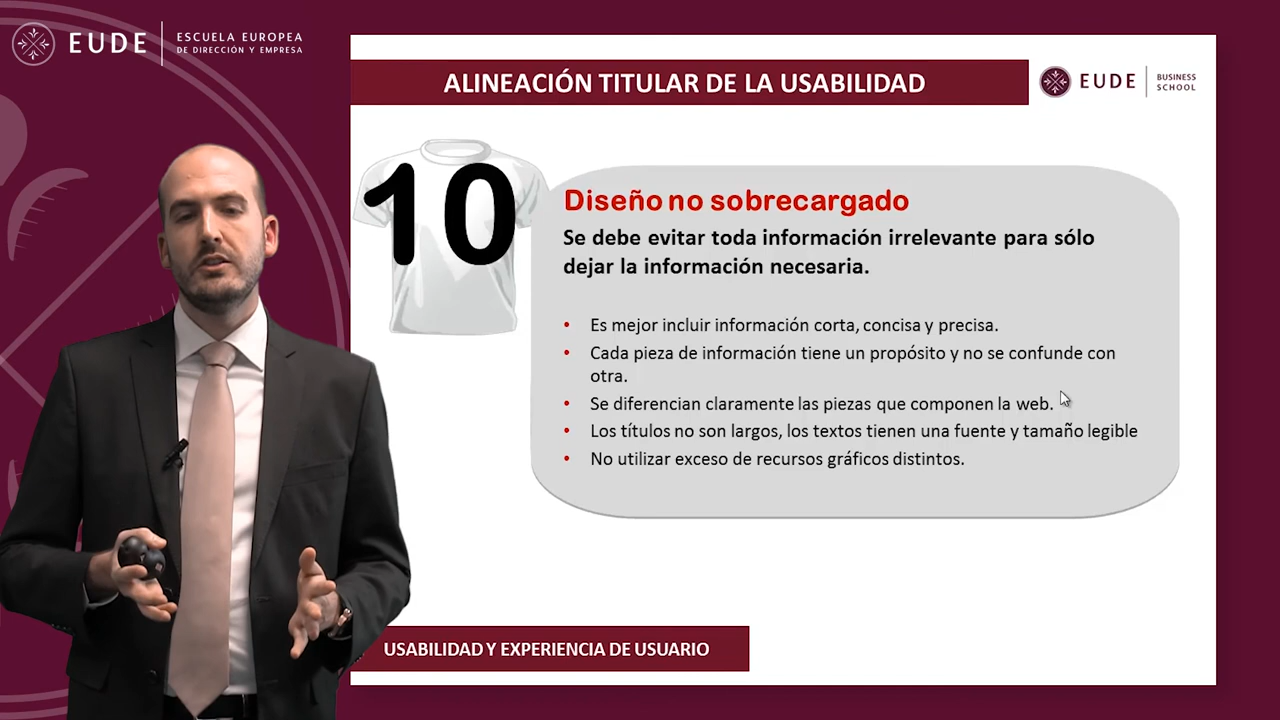 EUDE
ESCUELA EUROPEA
DE DIRECCIÓN Y EMPRESA
ALINEACIÓN TITULAR DE LA USABILIDAD
EUDE
BUSINESS
SCHOOL
10
Diseño no sobrecargado
Se debe evitar toda información irrelevante para sólo
dejar la información necesaria.
• Es mejor incluir información corta, concisa y precisa.
• Cada pieza de información tiene un propósito y no se confunde con
otra.
• Se diferencian claramente las piezas que componen la web.
• Los títulos no son largos, los textos tienen una fuente y tamaño legible
• No utilizar exceso de recursos gráficos distintos.
USABILIDAD Y EXPERIENCIA DE USUARIO